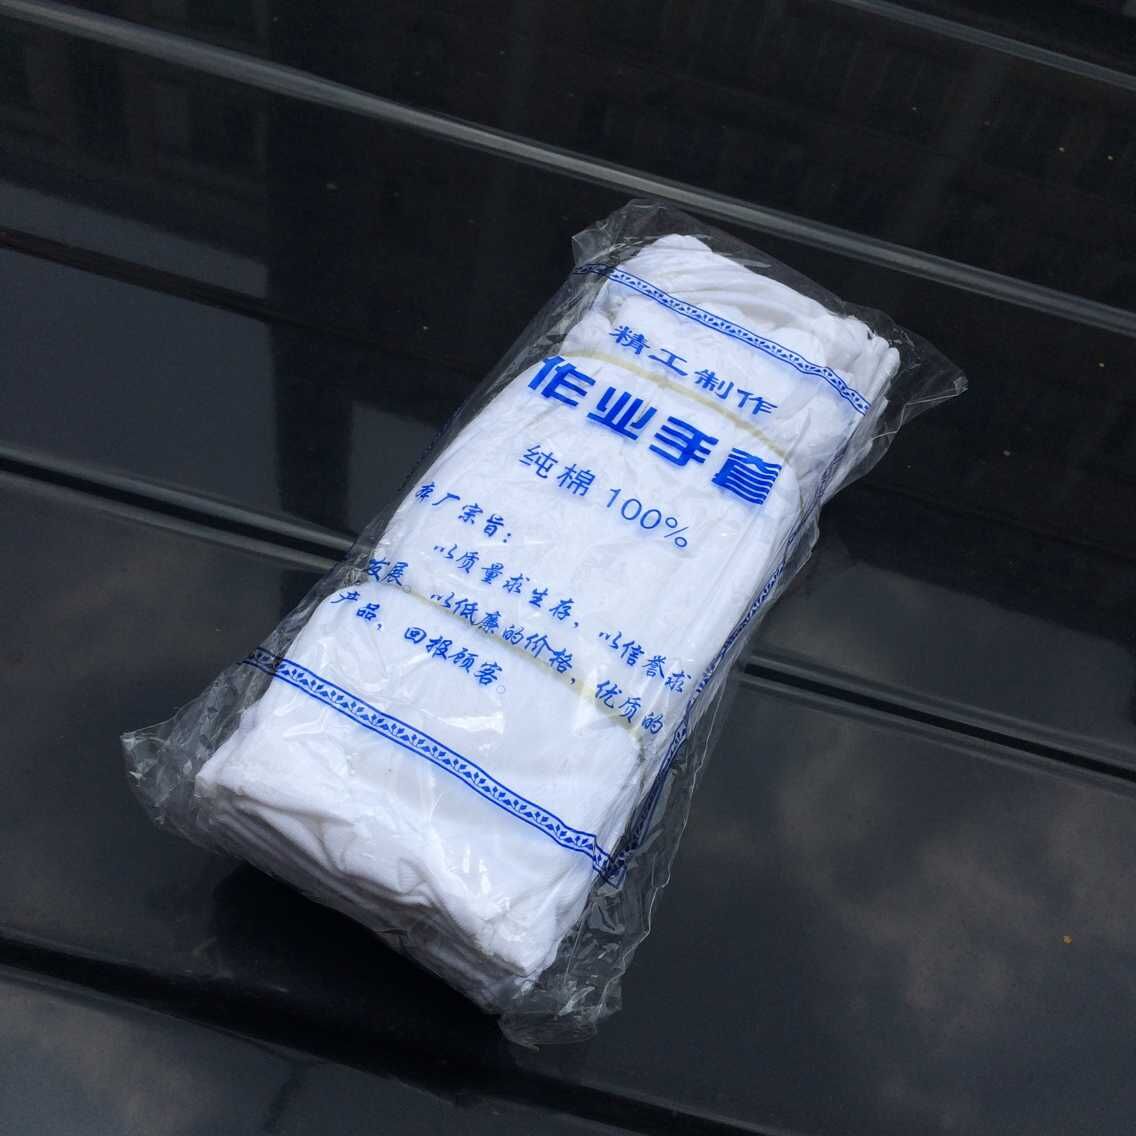 精工制作
作业手套
纯棉 100%
本厂宗旨：
以质量求生存，以信誉求
发展。以低廉的价格，优质的
产品，回报顾客。